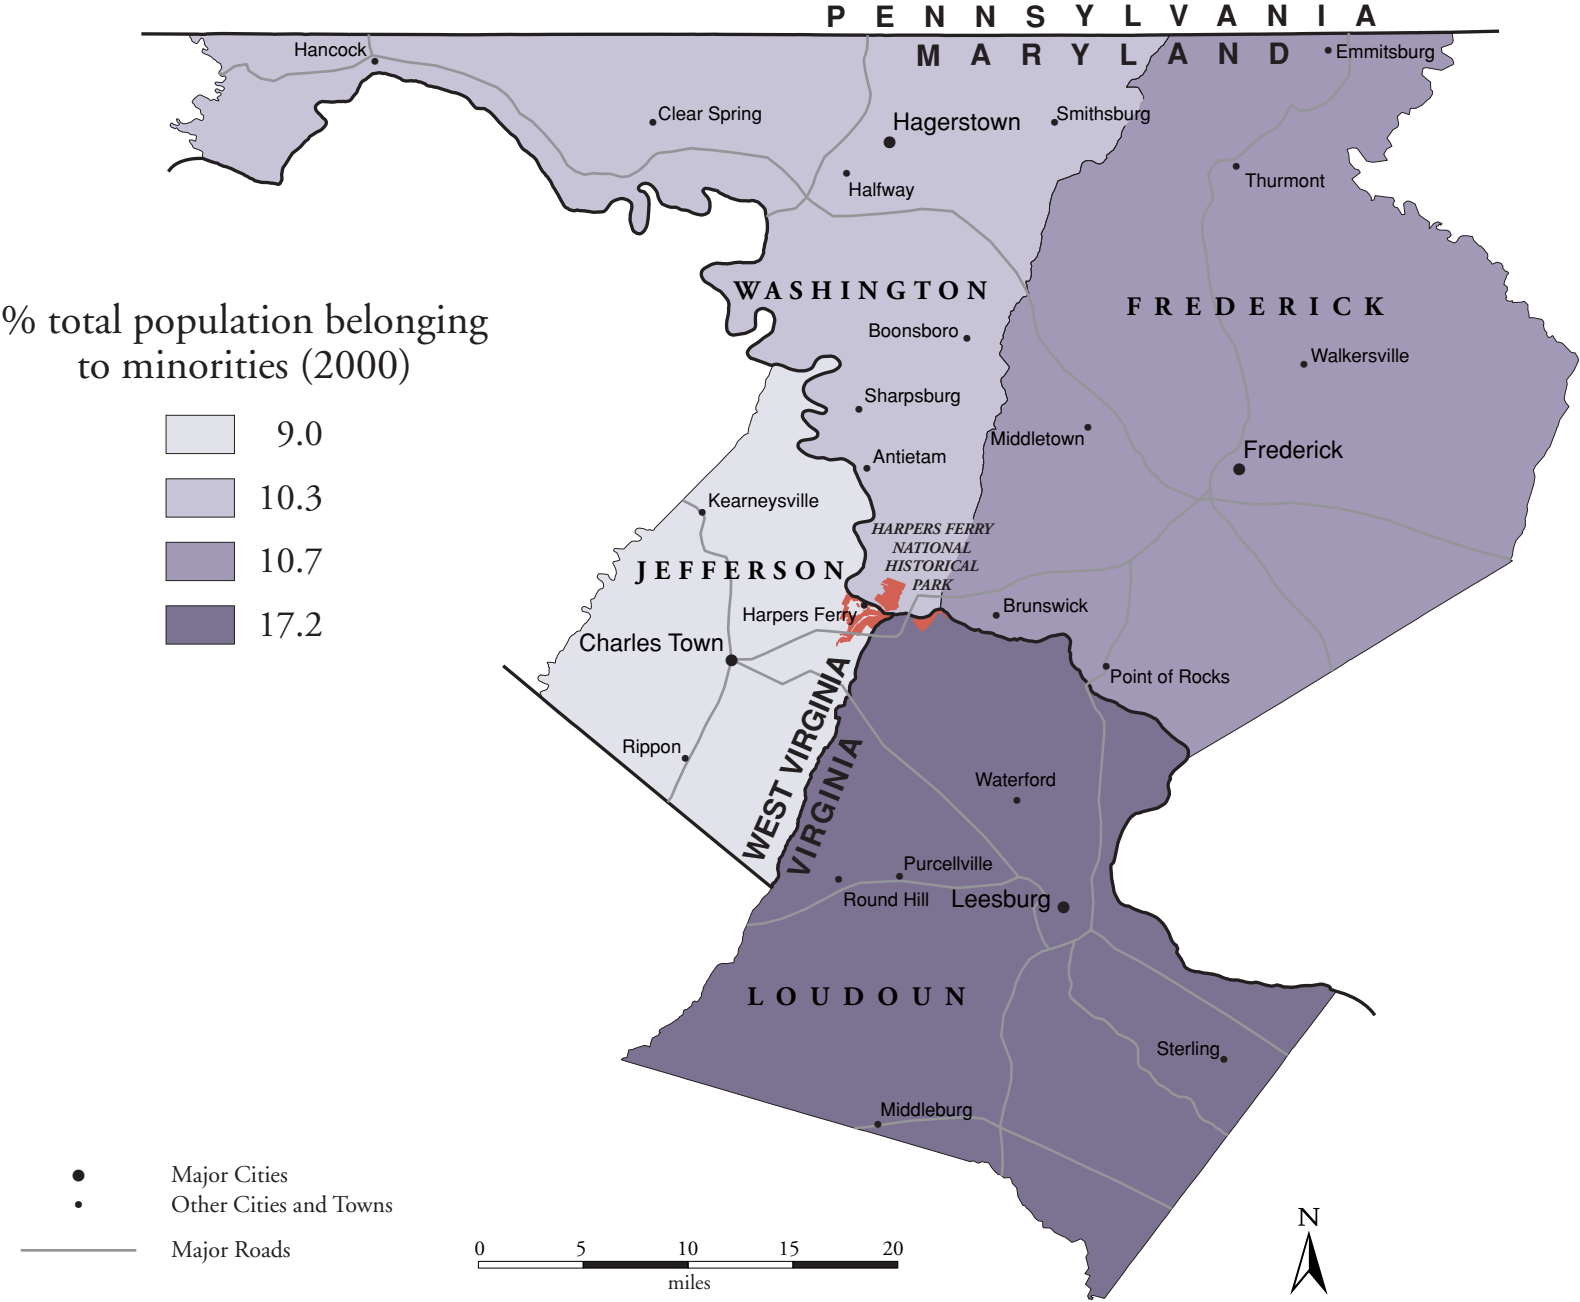 PENNSYLVANIA
MARYLAND
Hancock
Emmitsburg
Clear Spring
Hagerstown
Smithsburg
Halfway
Thurmont
WASHINGTON
FREDERICK
% total population belonging
to minorities (2000)
9.0
10.3
10.7
17.2
Boonsboro
Walkersville
Sharpsburg
Middletown
Frederick
Antietam
Kearneysville
HARPERS FERRY
NATIONAL
HISTORICAL
PARK
JEFFERSON
Harpers Ferry
Brunswick
Charles Town
Point of Rocks
WEST VIRGINIA
VIRGINIA
Rippon
Waterford
Purcellville
Round Hill
Leesburg
LOUDOUN
Sterling
Middleburg
Major Cities
Other Cities and Towns
Major Roads
0 5 10 15 20
miles
N